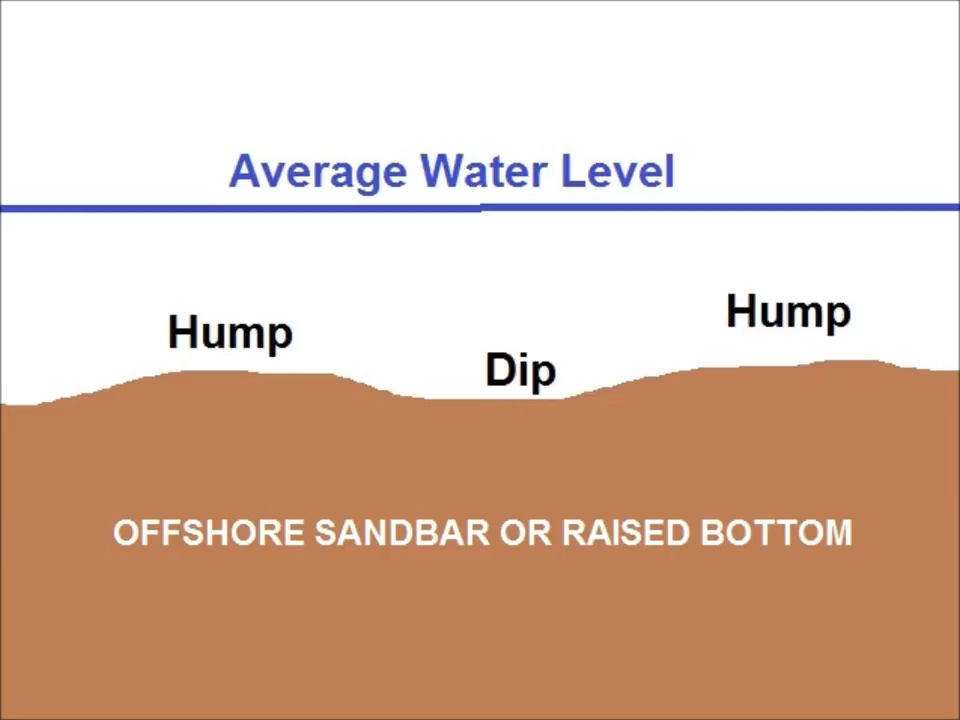 Average Water Level
Hump
Hump
Dip
OFFSHORE SANDBAR OR RAISED BOTTOM